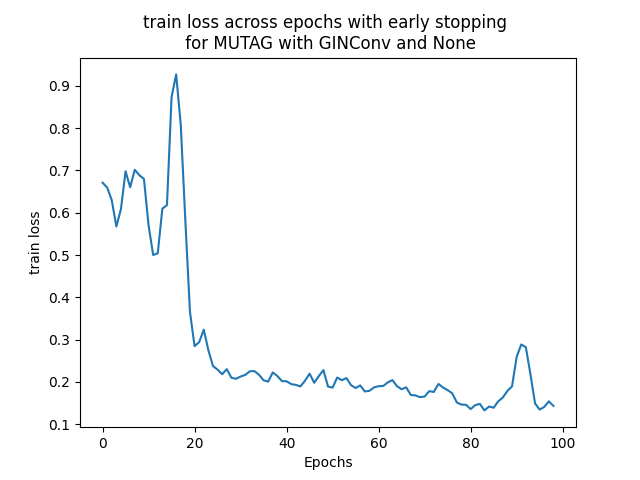 train loss across epochs with early stopping
for MUTAG with GINConv and None
0.9
0.8
0.7
0.6
0.5
0.4
0.3
0.2
0.1
train loss
0 20 40 60 80 100
Epochs